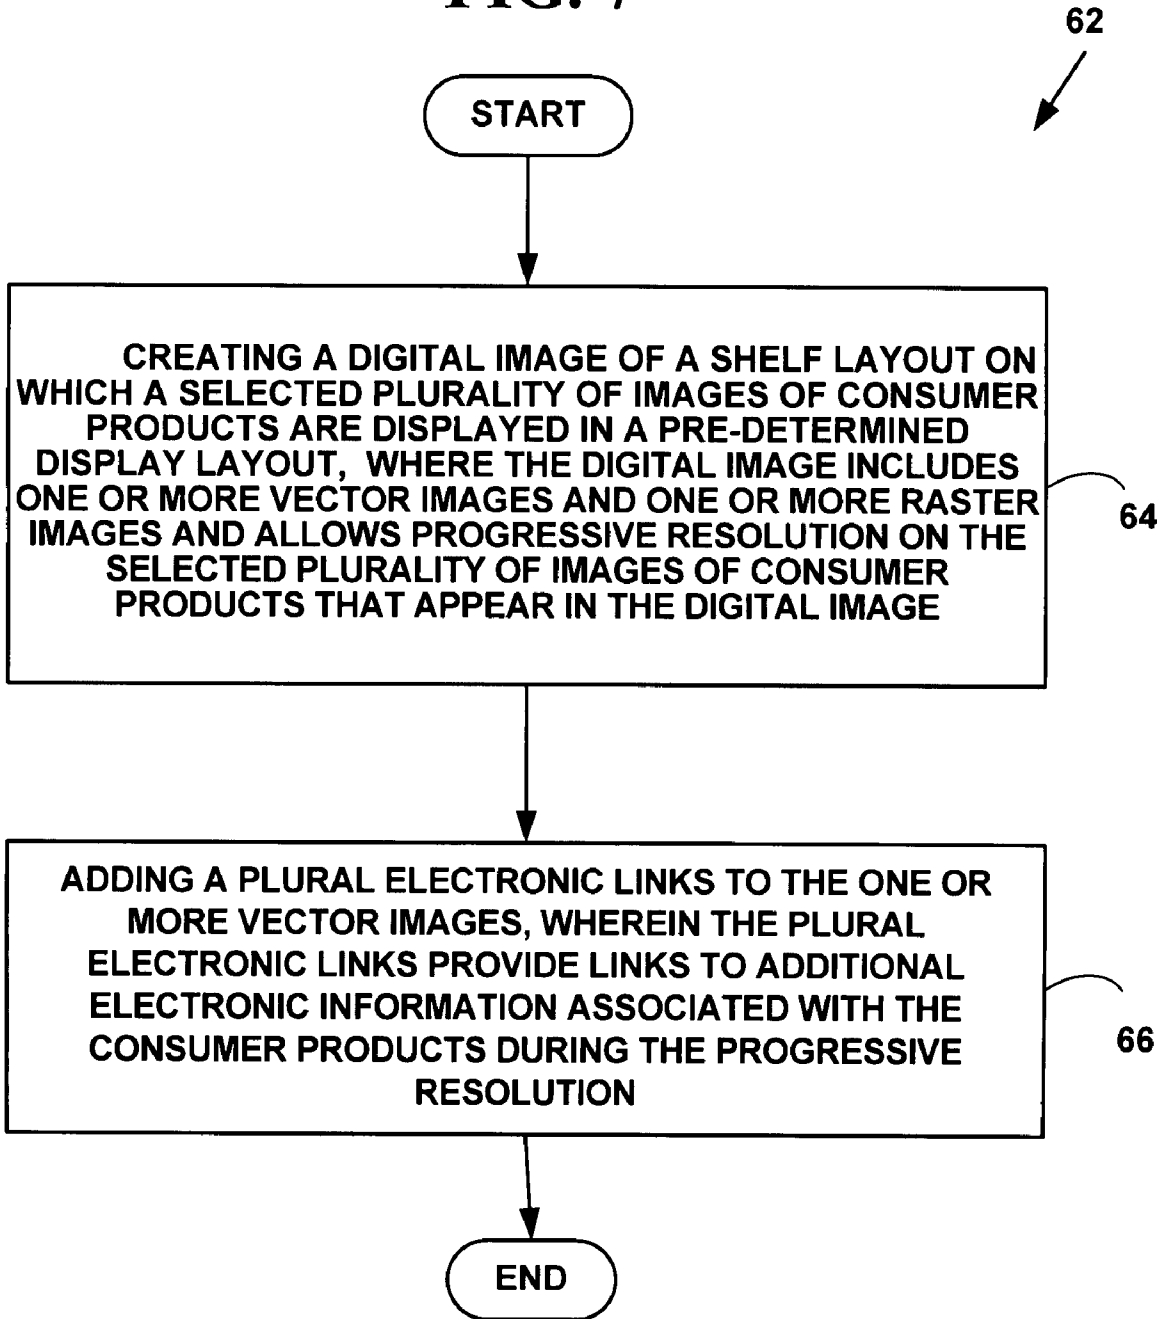 FIG. 7
62
START
CREATING A DIGITAL IMAGE OF A SHELF LAYOUT ON
WHICH A SELECTED PLURALITY OF IMAGES OF CONSUMER
PRODUCTS ARE DISPLAYED IN A PRE-DETERMINED
DISPLAY LAYOUT, WHERE THE DIGITAL IMAGE INCLUDES
ONE OR MORE VECTOR IMAGES AND ONE OR MORE RASTER
IMAGES AND ALLOWS PROGRESSIVE RESOLUTION ON THE
SELECTED PLURALITY OF IMAGES OF CONSUMER
PRODUCTS THAT APPEAR IN THE DIGITAL IMAGE
64
ADDING A PLURAL ELECTRONIC LINKS TO THE ONE OR
MORE VECTOR IMAGES, WHEREIN THE PLURAL
ELECTRONIC LINKS PROVIDE LINKS TO ADDITIONAL
ELECTRONIC INFORMATION ASSOCIATED WITH THE
CONSUMER PRODUCTS DURING THE PROGRESSIVE
RESOLUTION
66
END